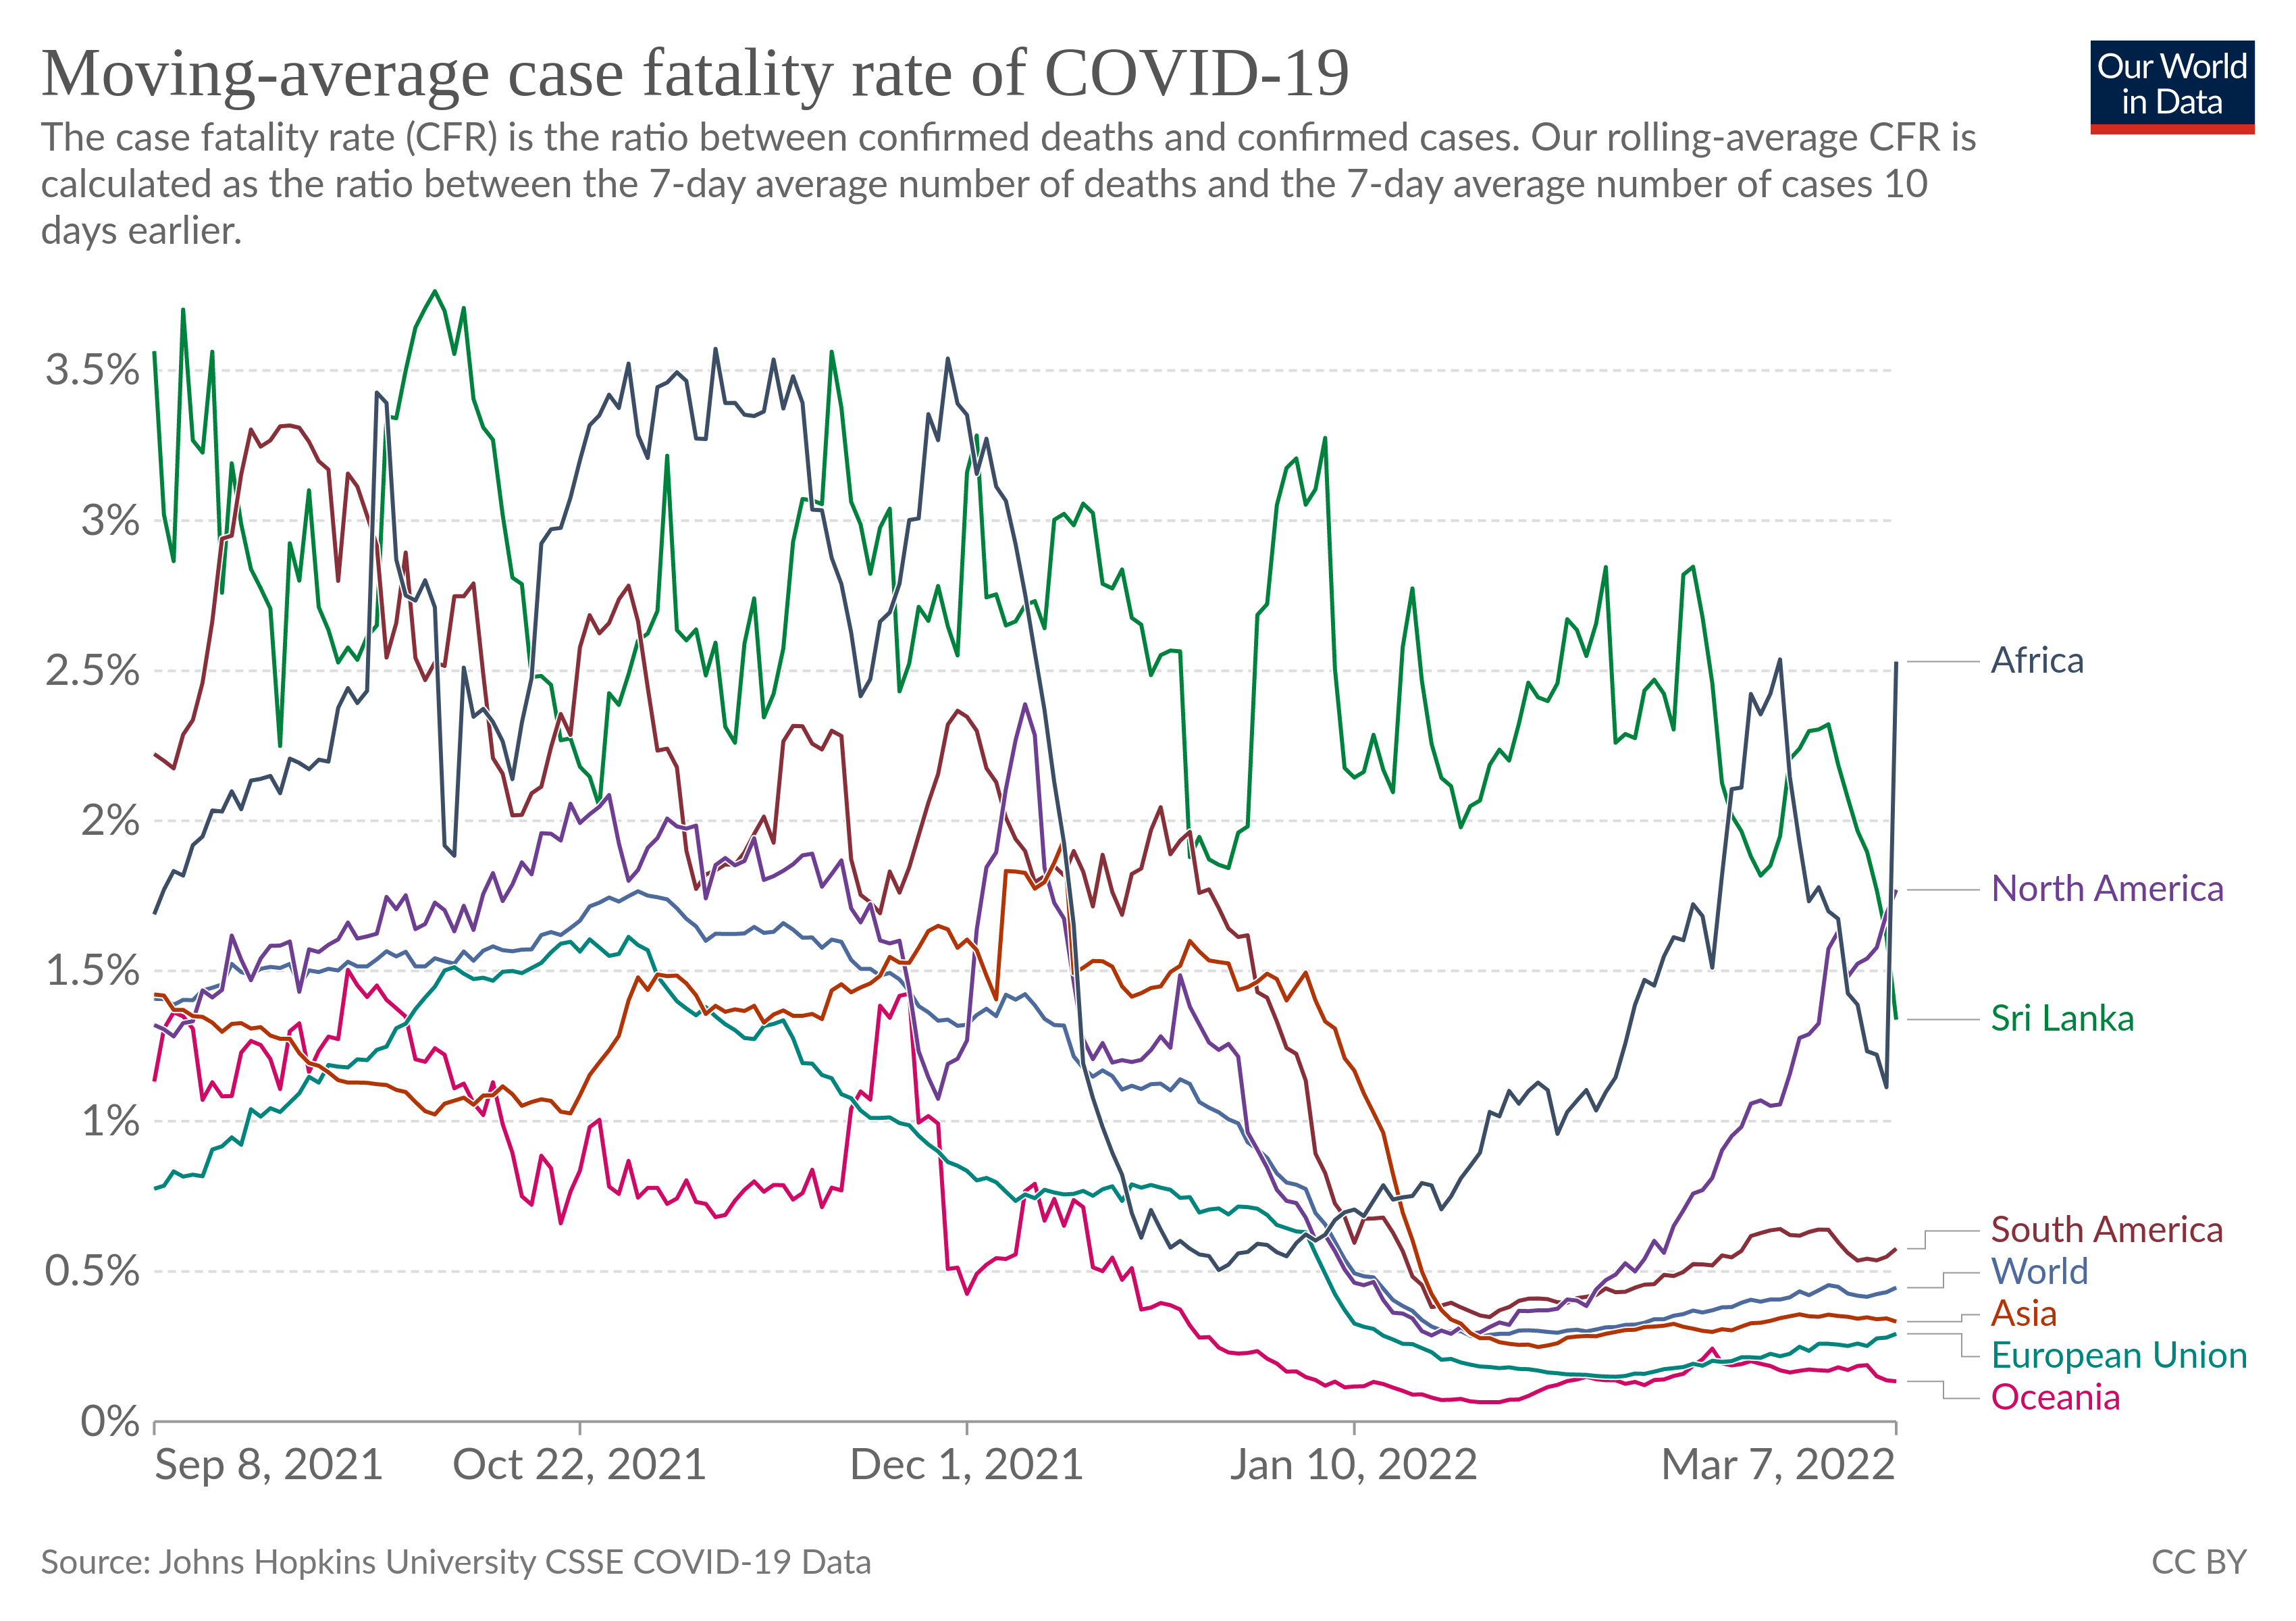 Moving-average case fatality rate of COVID-19
Our World
in Data
The case fatality rate (CFR) is the ratio between confirmed deaths and confirmed cases. Our rolling-average CFR is
calculated as the ratio between the 7-day average number of deaths and the 7-day average number of cases 10
days earlier.
3.5%
3%
2.5%
2%
1.5%
1%
0.5%
0%
Africa
North America
Sri Lanka
South America
World
Asia
European Union
Oceania
Sep 8, 2021
Oct 22, 2021
Dec 1, 2021
Jan 10, 2022
Mar 7, 2022
Source: Johns Hopkins University CSSE COVID-19 Data
CC BY